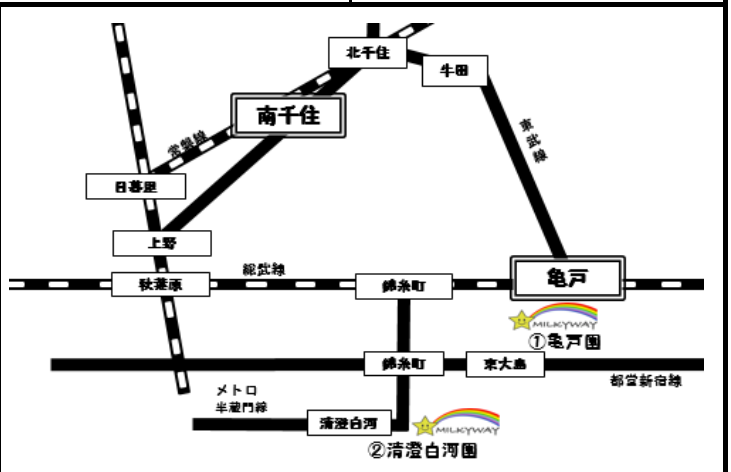 北千住
牛田
南千住
東武線
常磐線
日暮里
上野
総武線
秋葉原
錦糸町
亀戸
MILKYWAY
①亀戸園
錦糸町
東大島
都営新宿線
メトロ
半蔵門線
清澄白河
MILKYWAY
②清澄白河園